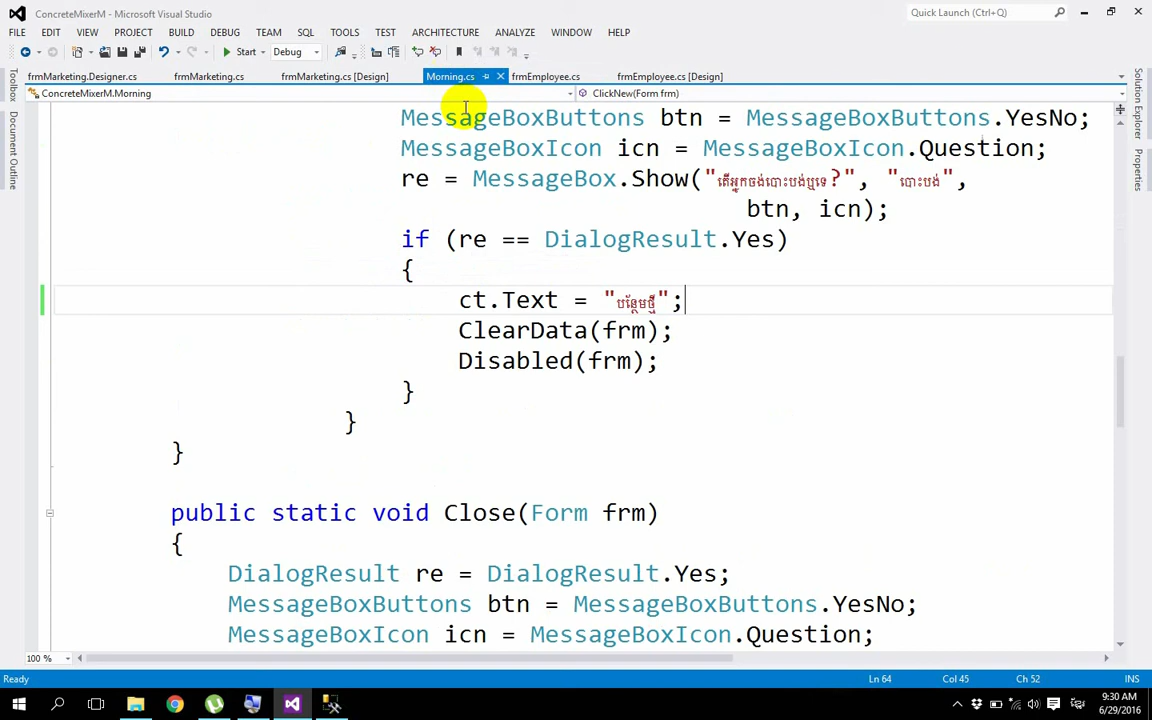 ConcreteMixerM - Microsoft Visual Studio
Quick Launch (Ctrl+Q)
FILE EDIT VIEW PROJECT BUILD DEBUG TEAM SQL TOOLS TEST ARCHITECTURE ANALYZE WINDOW HELP
Start Debug
frmMarketing.Designer.cs frmMarketing.cs frmMarketing.cs [Design] Morning.cs frmEmployee.cs frmEmployee.cs [Design]
ConcreteMixerM.Morning ClickNew(Form frm)
Toolbox
Document Outline
Solution Explorer
Properties
MessageBoxButtons btn = MessageBoxButtons.YesNo;
MessageBoxIcon icn = MessageBoxIcon.Question;
re = MessageBox.Show("តើអ្នកចង់បោះបង់ឬទេ?", "បោះបង់",
btn, icn);
if (re == DialogResult.Yes)
{
ct.Text = "បន្ថែមថ្មី";
ClearData(frm);
Disabled(frm);
}
}
}
public static void Close(Form frm)
{
DialogResult re = DialogResult.Yes;
MessageBoxButtons btn = MessageBoxButtons.YesNo;
MessageBoxIcon icn = MessageBoxIcon.Question;
100 %
Ready Ln 64 Col 45 Ch 52 INS
9:30 AM
6/29/2016